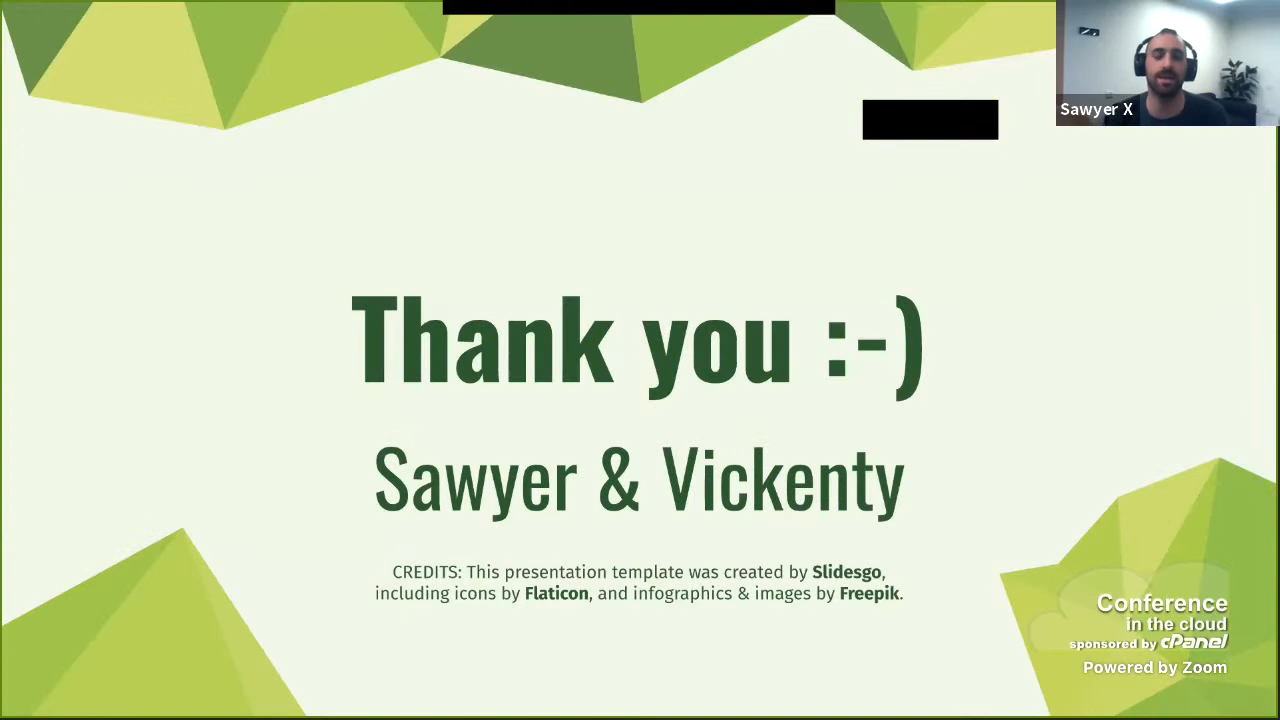 Sawyer X
Thank you :-)
Sawyer & Vickenty
CREDITS: This presentation template was created by Slidesgo,
including icons by Flaticon, and infographics & images by Freepik.
Conference
in the cloud
sponsored by cPanel
Powered by Zoom